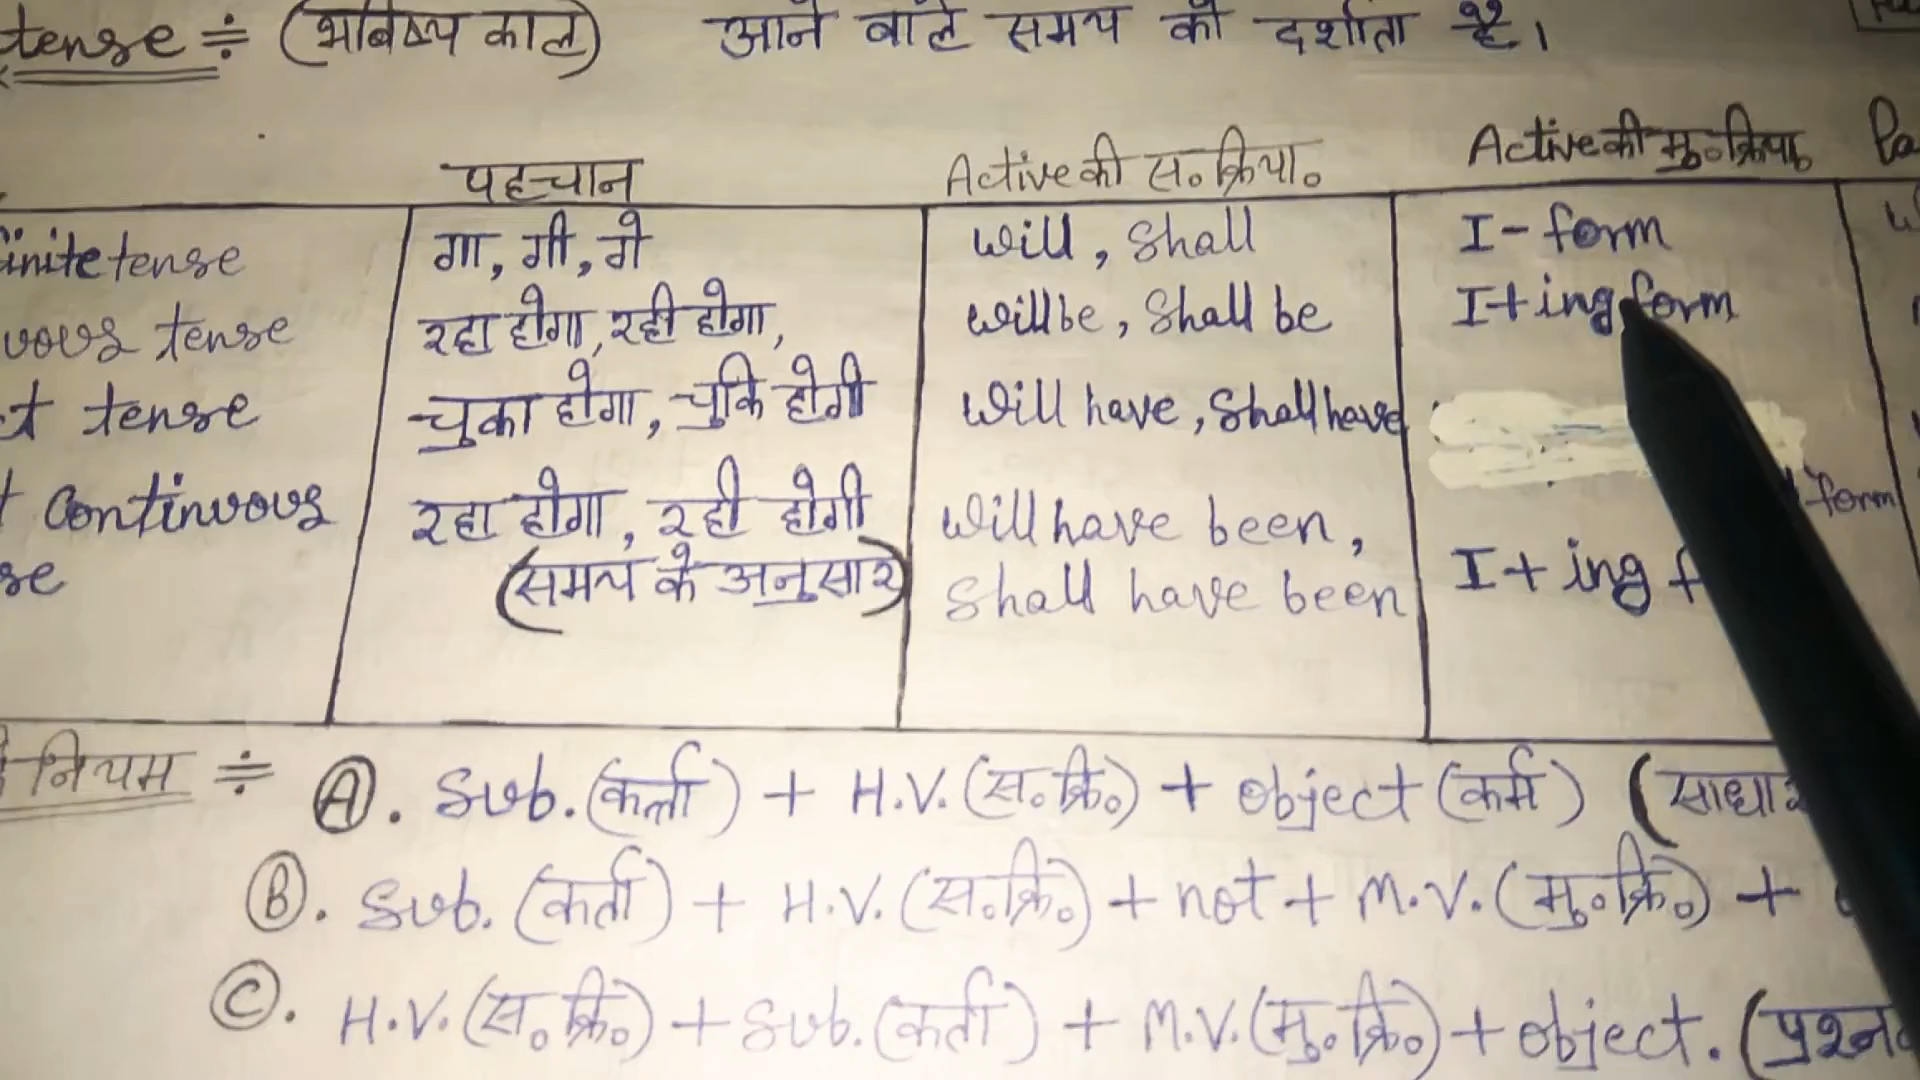 tense ÷ (भविष्य काल) आने वाले समय को दर्शाता है।
पहचान Active की स॰ क्रिया॰ Active की मु॰ क्रिया॰ Pa
inite tense गा, गी, गे will, Shall I - form
uous tense रहा होगा, रही होगा, will be, Shall be I + ing form
ct tense चुका होगा, चुकि होगी will have, Shall have
form
t Continuous रहा होगा, रही होगी will have been,
se (समय के अनुसार) Shall have been I + ing f
नियम ÷ (A). Sub. (कर्ता) + H.V. (स॰ क्रि॰) + object (कर्म) (साधार
(B). Sub. (कर्ता) + H.V. (स॰ क्रि॰) + not + M.V. (मु॰ क्रि॰) +
(C). H.V. (स॰ क्रि॰) + Sub. (कर्ता) + M.V. (मु॰ क्रि॰) + object. (प्रश्न